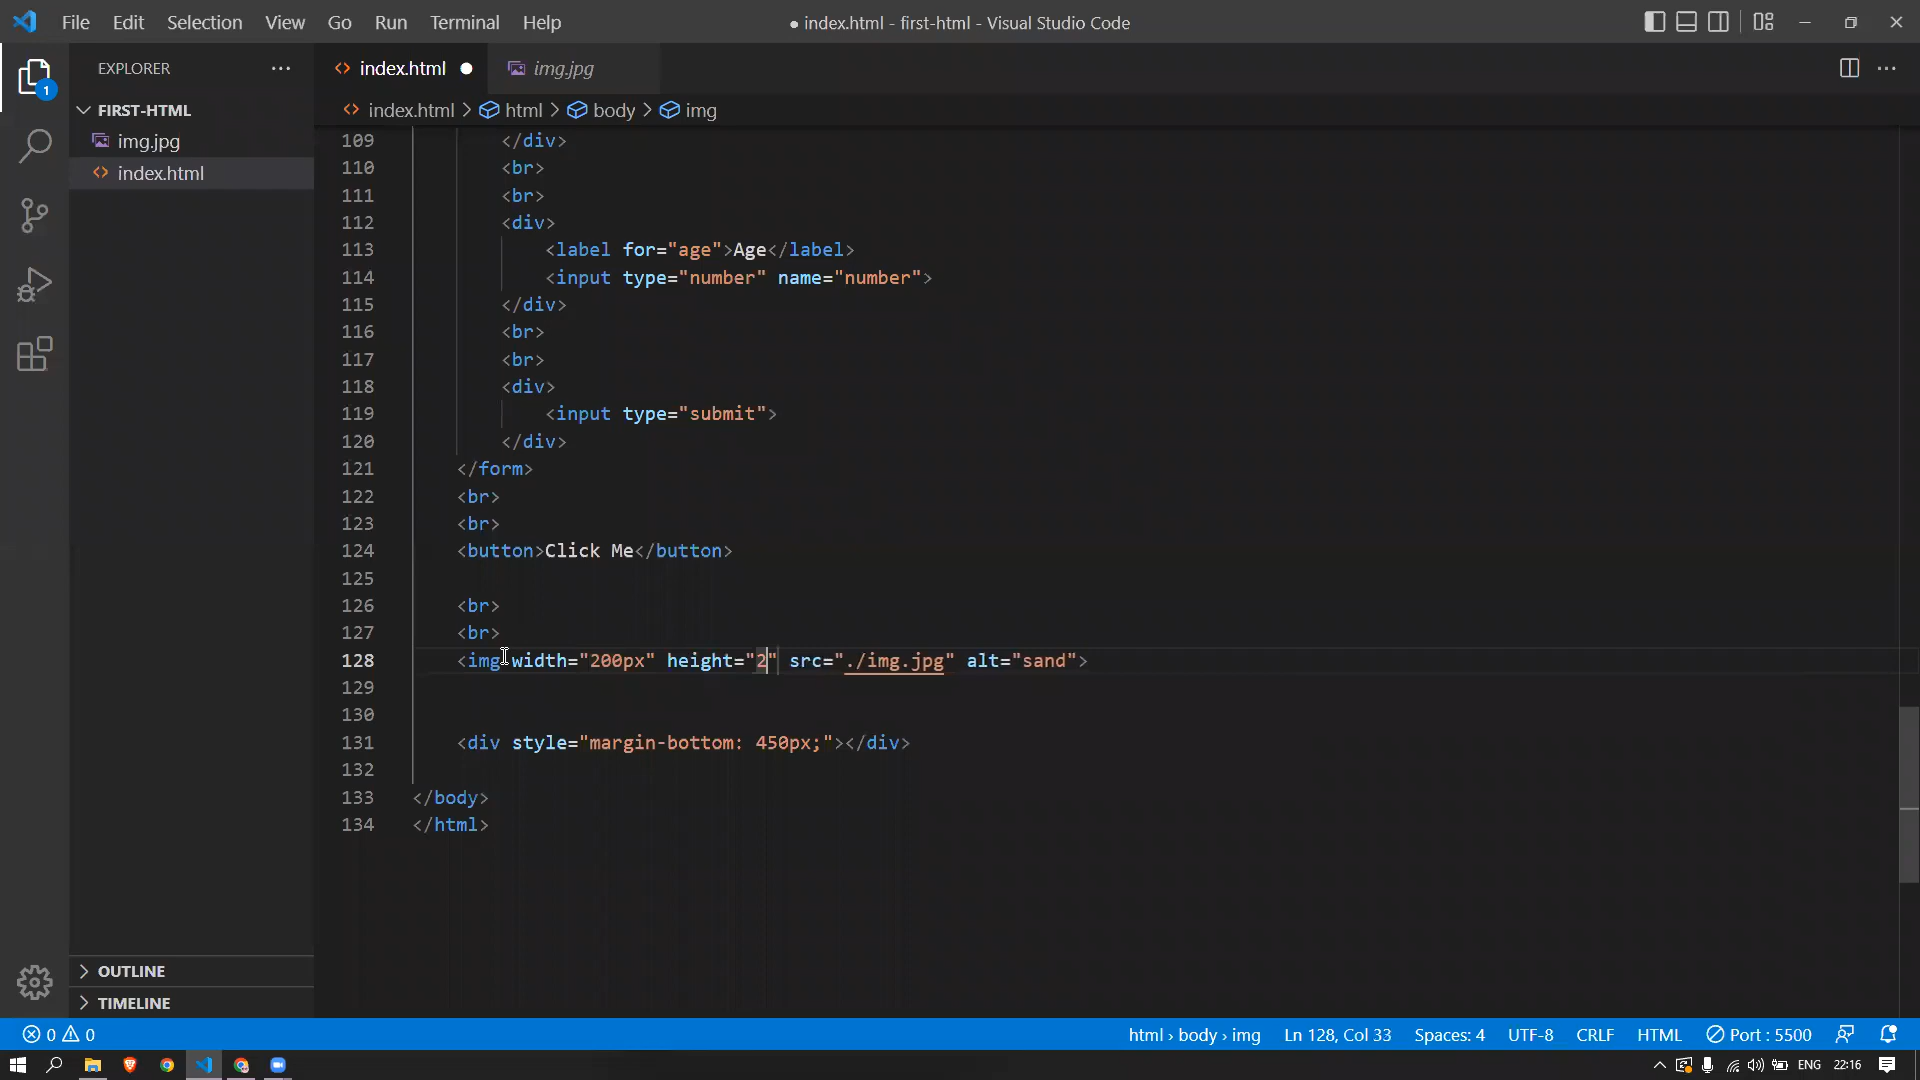 File Edit Selection View Go Run Terminal Help
● index.html - first-html - Visual Studio Code
EXPLORER
1
FIRST-HTML
img.jpg
index.html
OUTLINE
TIMELINE
index.html
img.jpg
index.html > html > body > img
109 </div>
110 <br>
111 <br>
112 <div>
113 <label for="age">Age</label>
114 <input type="number" name="number">
115 </div>
116 <br>
117 <br>
118 <div>
119 <input type="submit">
120 </div>
121 </form>
122 <br>
123 <br>
124 <button>Click Me</button>
125
126 <br>
127 <br>
128 <img width="200px" height="2" src="./img.jpg" alt="sand">
129
130
131 <div style="margin-bottom: 450px;"></div>
132
133 </body>
134 </html>
0 0
html › body › img Ln 128, Col 33 Spaces: 4 UTF-8 CRLF HTML Port : 5500
ENG 22:16